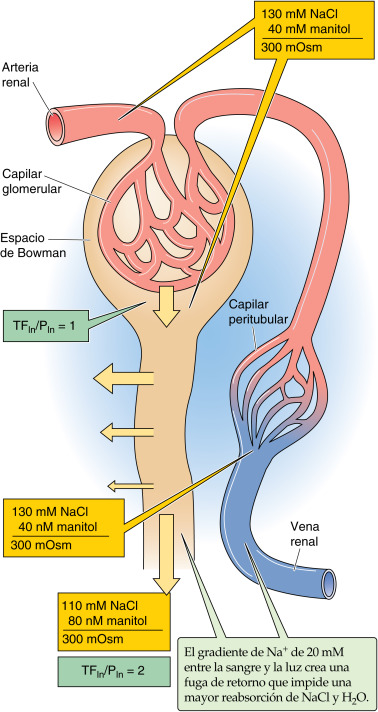 130 mM NaCl
40 mM manitol
300 mOsm
Arteria
renal
Capilar
glomerular
Espacio
de Bowman
Capilar
peritubular
TFIn/PIn = 1
130 mM NaCl
40 nM manitol
300 mOsm
Vena
renal
110 mM NaCl
80 nM manitol
300 mOsm
TFIn/PIn = 2
El gradiente de Na⁺ de 20 mM
entre la sangre y la luz crea una
fuga de retorno que impide una
mayor reabsorción de NaCl y H₂O.